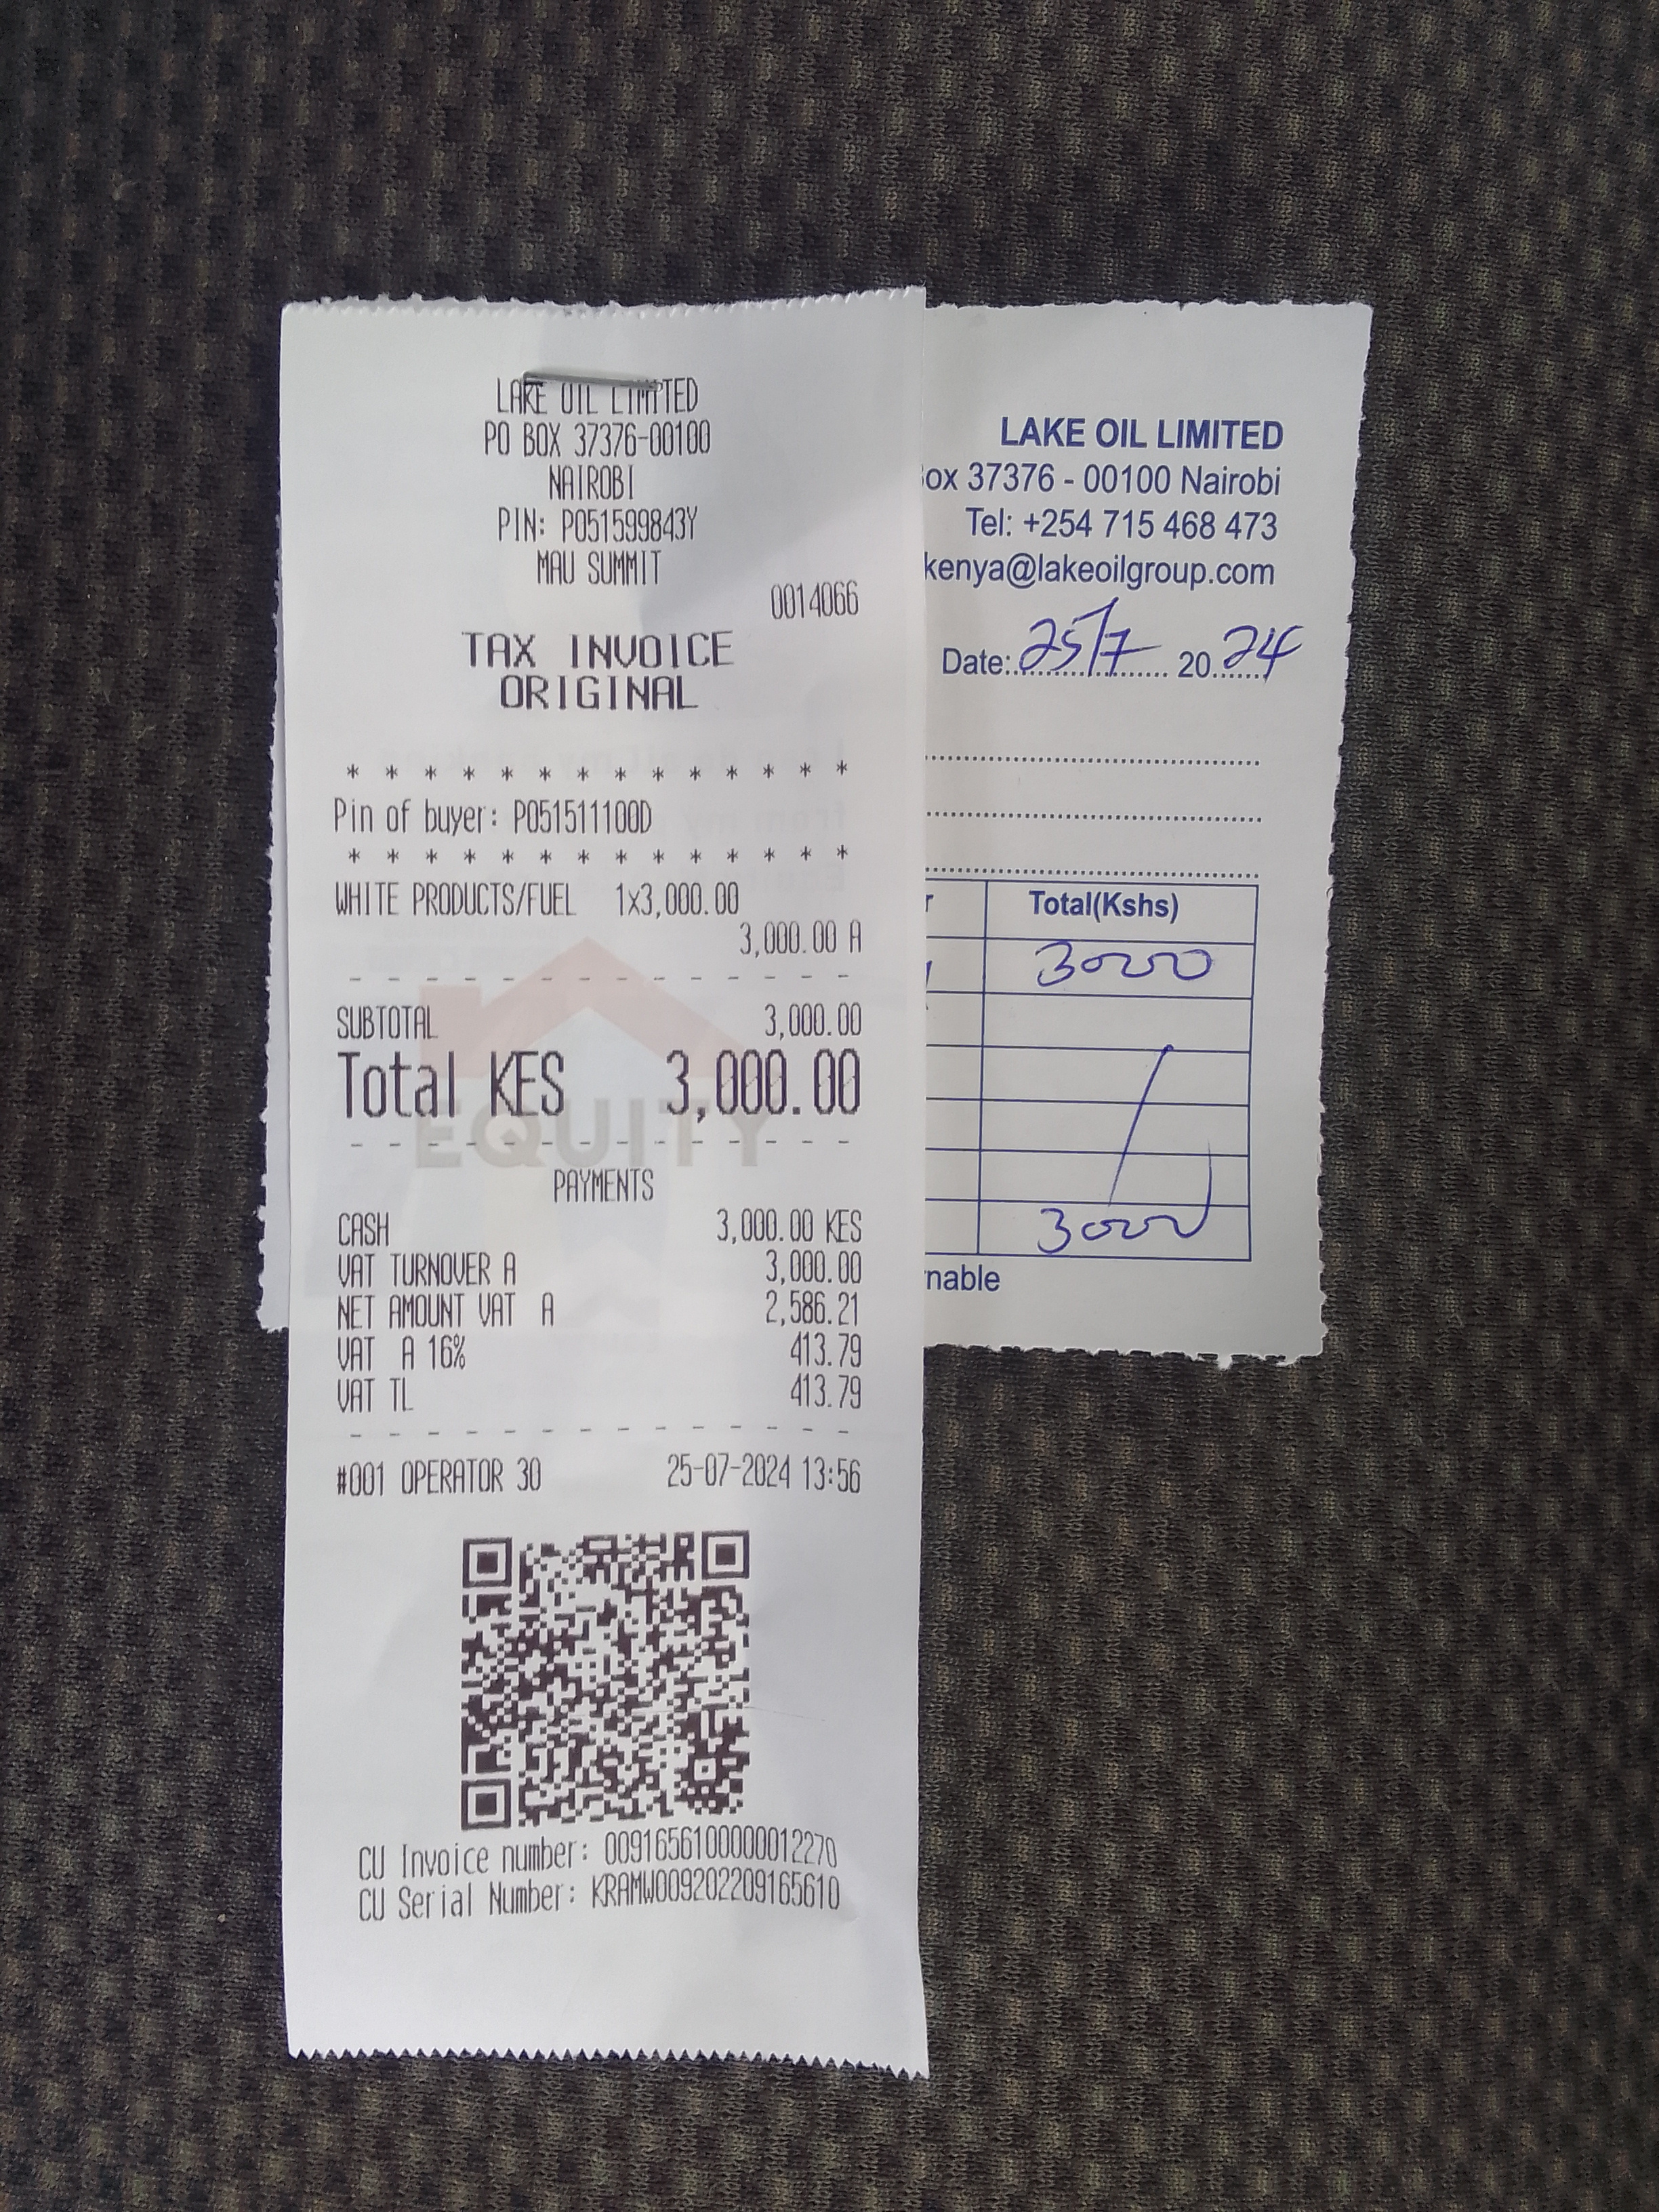 LAKE OIL LIMITED
PO BOX 37376-00100
NAIROBI
PIN: P051599843Y
MAU SUMMIT
0014066
TAX INVOICE
ORIGINAL
* * * * * * * * * * * * * *
Pin of buyer: P051511100D
* * * * * * * * * * * * * *
WHITE PRODUCTS/FUEL 1x3,000.00
3,000.00 A
SUBTOTAL 3,000.00
Total KES 3,000.00
EQUITY
PAYMENTS
CASH 3,000.00 KES
VAT TURNOVER A 3,000.00
NET AMOUNT VAT A 2,586.21
VAT A 16% 413.79
VAT TL 413.79
#001 OPERATOR 30 25-07-2024 13:56
CU Invoice number: 0091656100000012270
CU Serial Number: KRAMW009202209165610
LAKE OIL LIMITED
ox 37376 - 00100 Nairobi
Tel: +254 715 468 473
kenya@lakeoilgroup.com
Date: 25/7 20 24
r Total(Kshs)
3000
3000
nable